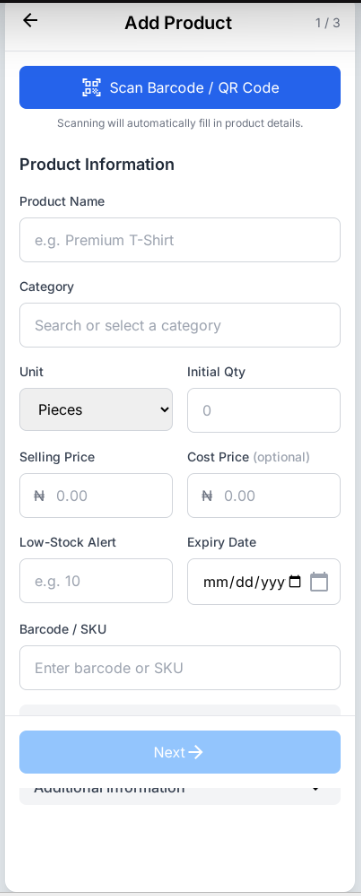 Add Product
1 / 3
Scan Barcode / QR Code
Scanning will automatically fill in product details.
Product Information
Product Name
e.g. Premium T-Shirt
Category
Search or select a category
Unit
Initial Qty
Pieces
0
Selling Price
Cost Price (optional)
₦ 0.00
₦ 0.00
Low-Stock Alert
Expiry Date
e.g. 10
mm/dd/yyy
Barcode / SKU
Enter barcode or SKU
Next
Additional Information